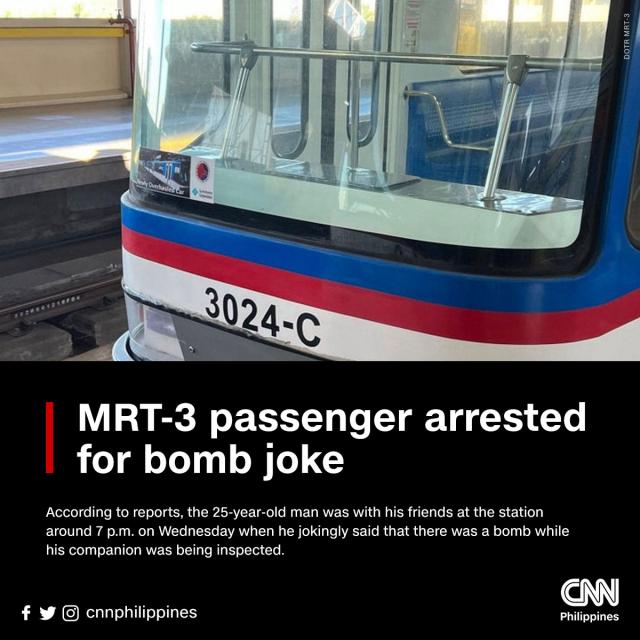 DOTR MRT-3
Newly Overhauled Car
3024-C
MRT-3 passenger arrested
for bomb joke
According to reports, the 25-year-old man was with his friends at the station
around 7 p.m. on Wednesday when he jokingly said that there was a bomb while
his companion was being inspected.
cnnphilippines
CNN
Philippines